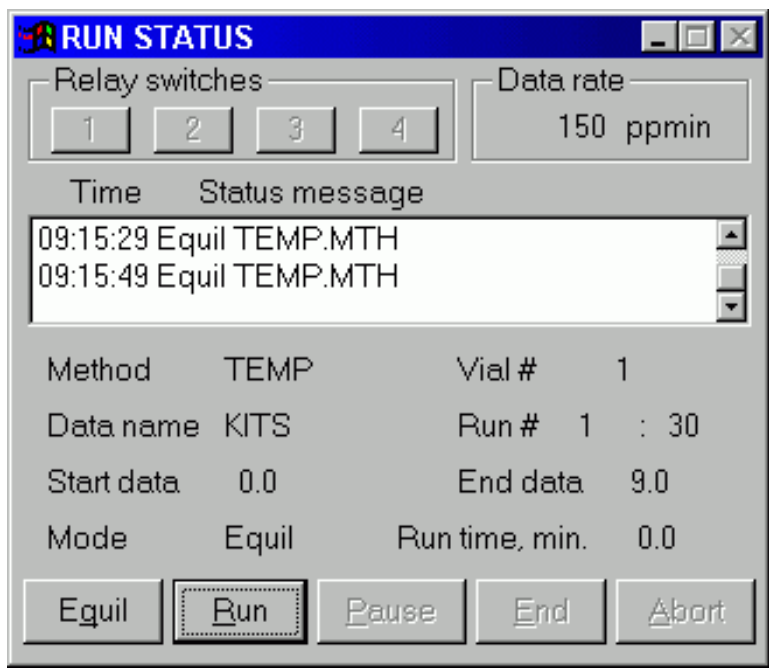 RUN STATUS
Relay switches Data rate
1 2 3 4 150 ppmin
Time Status message
09:15:29 Equil TEMP.MTH
09:15:49 Equil TEMP.MTH
Method TEMP Vial # 1
Data name KITS Run # 1 : 30
Start data 0.0 End data 9.0
Mode Equil Run time, min. 0.0
Equil Run Pause End Abort